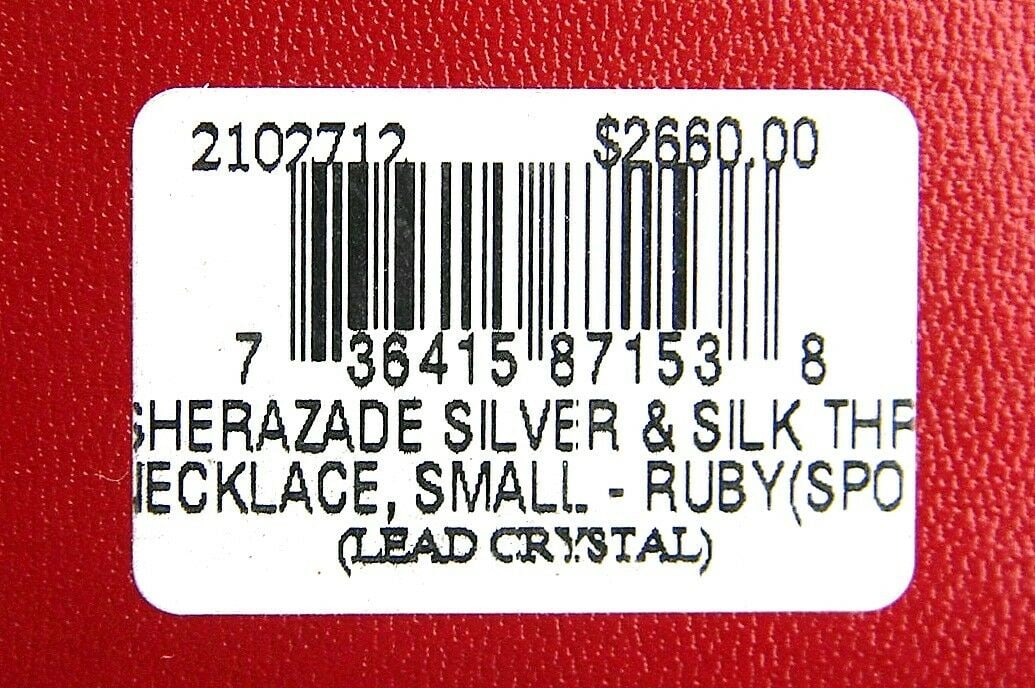 2102712 $2660.00
7 36415 87153 8
SHERAZADE SILVER & SILK THR
NECKLACE, SMALL - RUBY(SPO
(LEAD CRYSTAL)